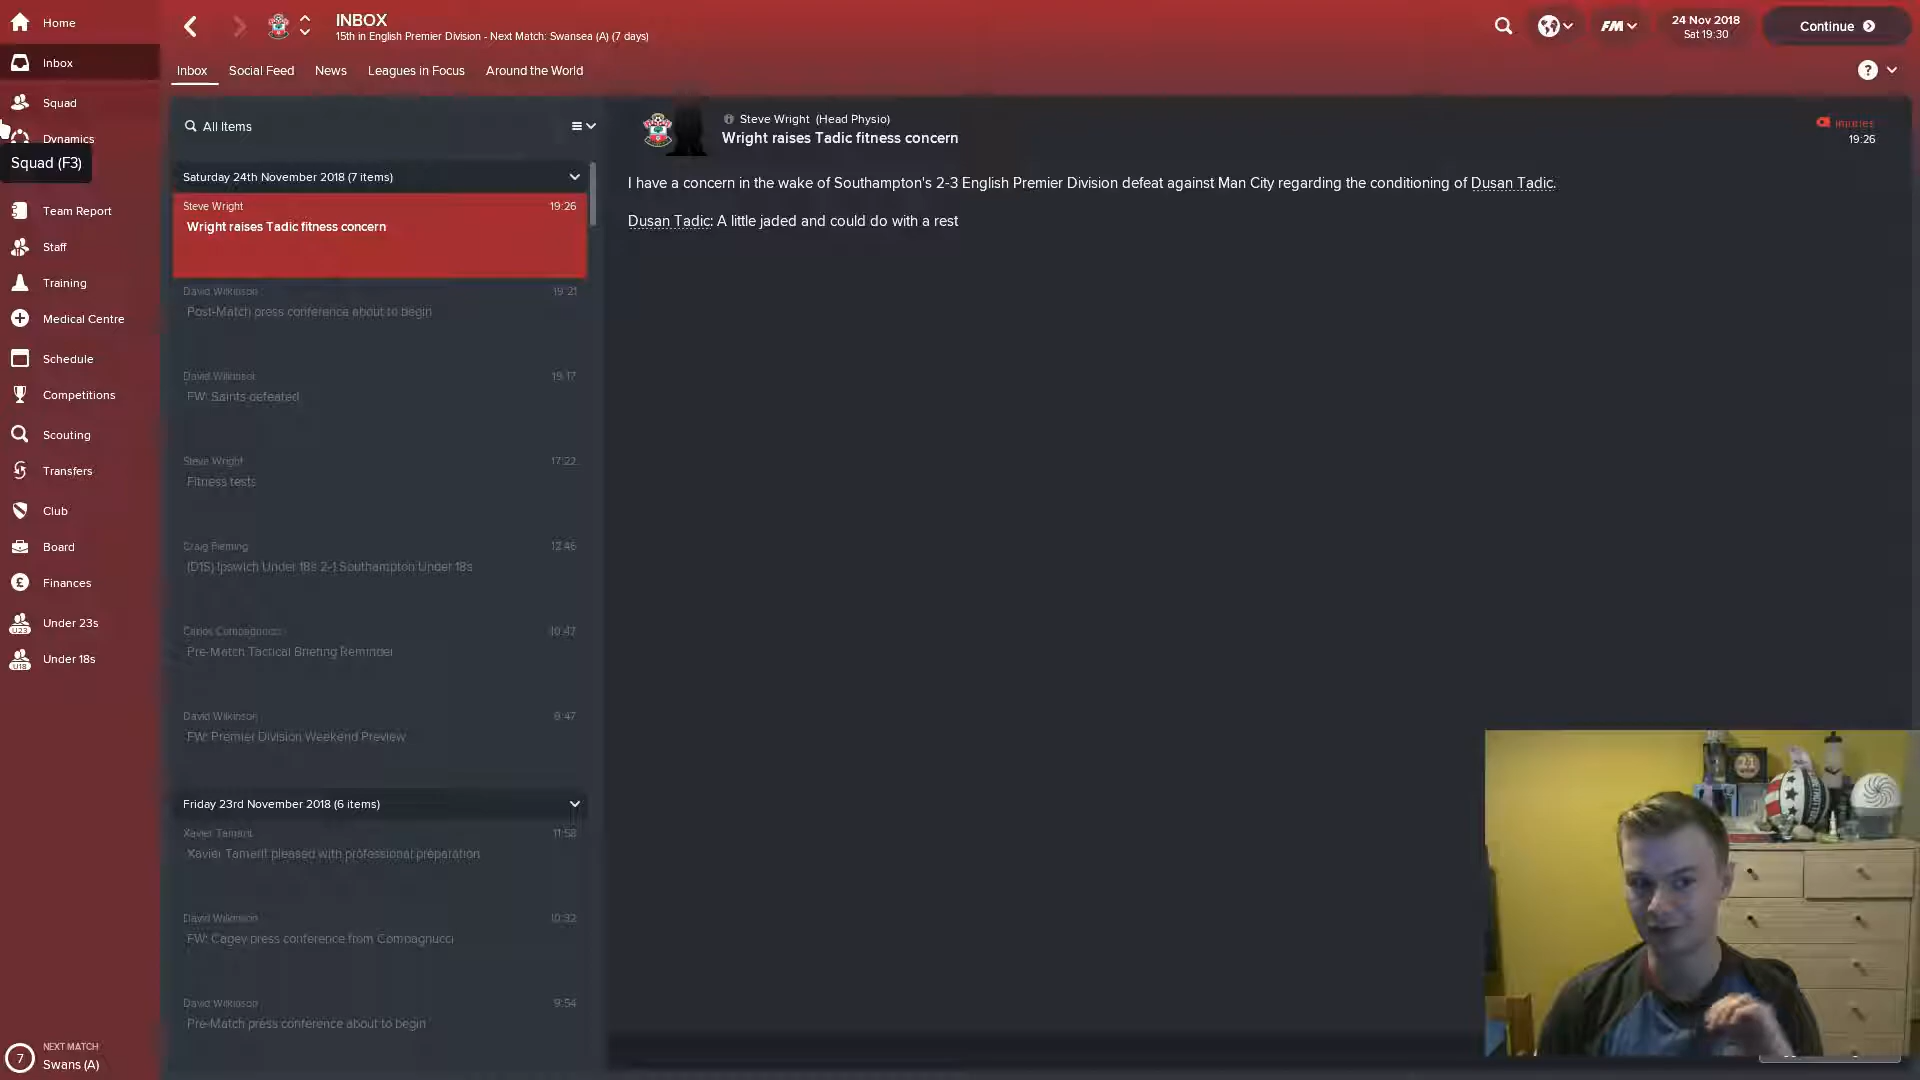 Home
Inbox
Squad
Dynamics
Squad (F3)
Team Report
Staff
Training
Medical Centre
Schedule
Competitions
Scouting
Transfers
Club
Board
Finances
U23
Under 23s
U18
Under 18s
7
NEXT MATCH
Swans (A)
INBOX
15th in English Premier Division - Next Match: Swansea (A) (7 days)
FM
24 Nov 2018
Sat 19:30
Continue
Inbox Social Feed News Leagues in Focus Around the World
?
All Items
Saturday 24th November 2018 (7 items)
Steve Wright 19:26
Wright raises Tadic fitness concern
David Wilkinson 19:21
Post-Match press conference about to begin
David Wilkinson 19:17
FW: Saints defeated
Steve Wright 17:22
Fitness tests
Craig Fleming 12:46
(D1S) Ipswich Under 18s 2-1 Southampton Under 18s
Carlos Compagnucci 10:47
Pre-Match Tactical Briefing Reminder
David Wilkinson 9:47
FW: Premier Division Weekend Preview
Friday 23rd November 2018 (6 items)
Xavier Tamarit 11:58
Xavier Tamarit pleased with professional preparation
David Wilkinson 10:32
FW: Cagey press conference from Compagnucci
David Wilkinson 9:54
Pre-Match press conference about to begin
Steve Wright (Head Physio)
Wright raises Tadic fitness concern
Injuries
19:26
I have a concern in the wake of Southampton's 2-3 English Premier Division defeat against Man City regarding the conditioning of Dusan Tadic.
Dusan Tadic: A little jaded and could do with a rest